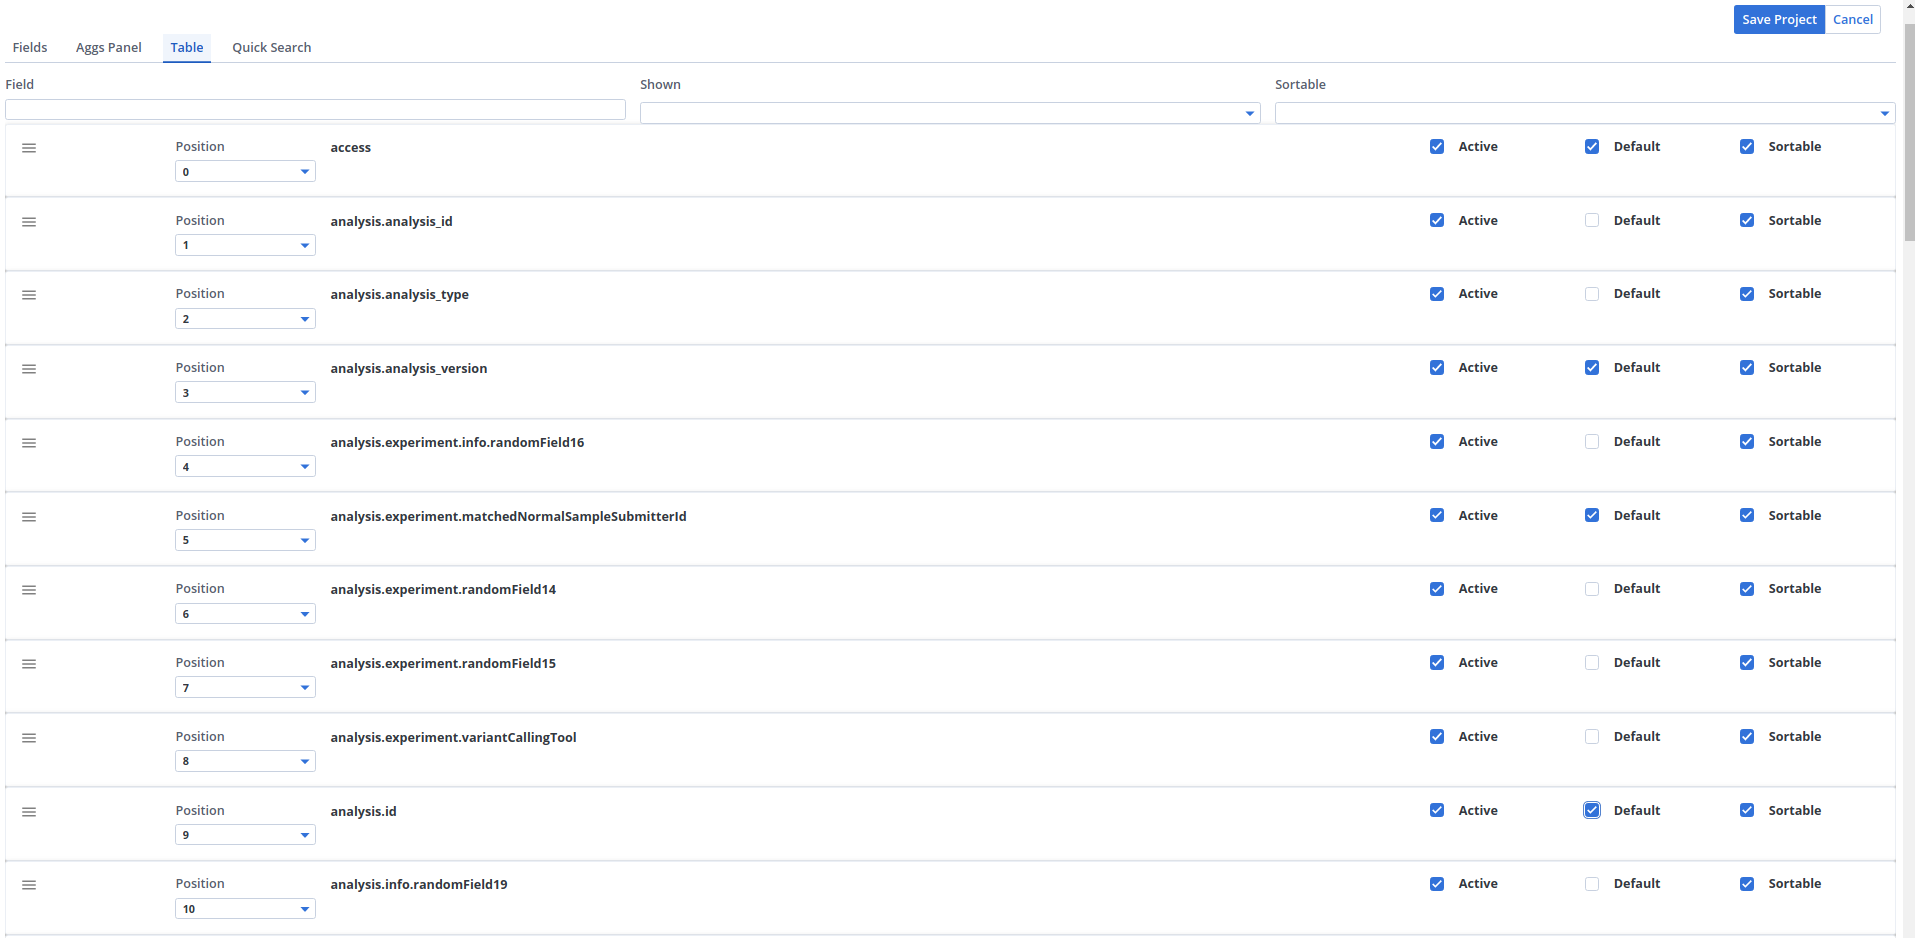 Save Project Cancel
Fields Aggs Panel Table Quick Search
Field Shown Sortable
Position access Active Default Sortable
0
Position analysis.analysis_id Active Default Sortable
1
Position analysis.analysis_type Active Default Sortable
2
Position analysis.analysis_version Active Default Sortable
3
Position analysis.experiment.info.randomField16 Active Default Sortable
4
Position analysis.experiment.matchedNormalSampleSubmitterId Active Default Sortable
5
Position analysis.experiment.randomField14 Active Default Sortable
6
Position analysis.experiment.randomField15 Active Default Sortable
7
Position analysis.experiment.variantCallingTool Active Default Sortable
8
Position analysis.id Active Default Sortable
9
Position analysis.info.randomField19 Active Default Sortable
10